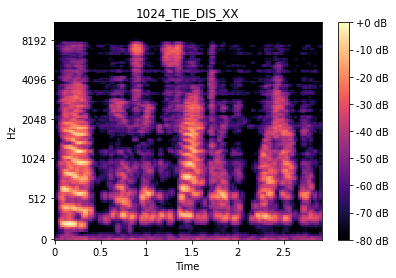 1024_TIE_DIS_XX
+0 dB
8192
-10 dB
4096
-20 dB
-30 dB
2048
Hz
-40 dB
1024
-50 dB
512
-60 dB
-70 dB
0
-80 dB
0 0.5 1 1.5 2 2.5
Time